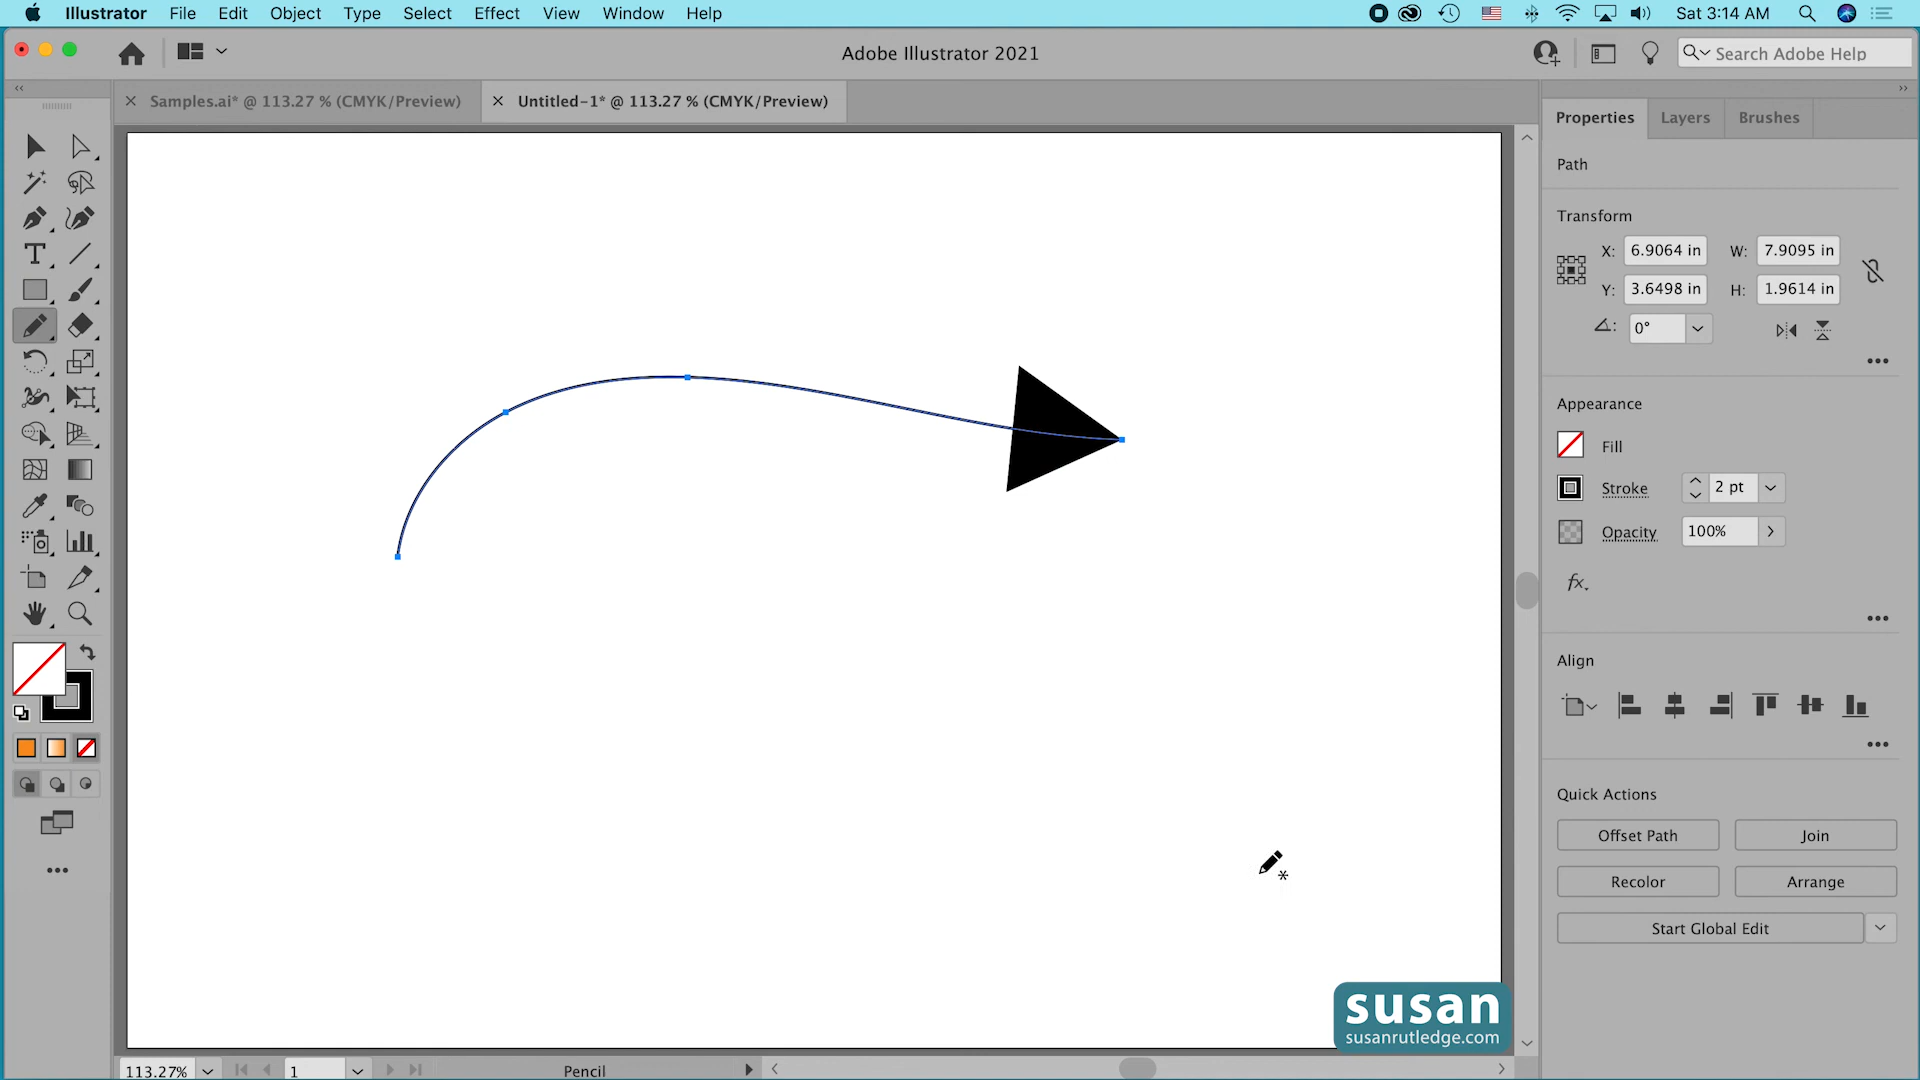 Illustrator File Edit Object Type Select Effect View Window Help Sat 3:14 AM
Adobe Illustrator 2021 Search Adobe Help
Samples.ai* @ 113.27 % (CMYK/Preview) Untitled-1* @ 113.27 % (CMYK/Preview)
Properties Layers Brushes
Path
Transform
X: 6.9064 in W: 7.9095 in
Y: 3.6498 in H: 1.9614 in
0°
Appearance
Fill
Stroke 2 pt
Opacity 100%
fx.
Align
Quick Actions
Offset Path Join
Recolor Arrange
Start Global Edit
susan
susanrutledge.com
113.27% 1 Pencil